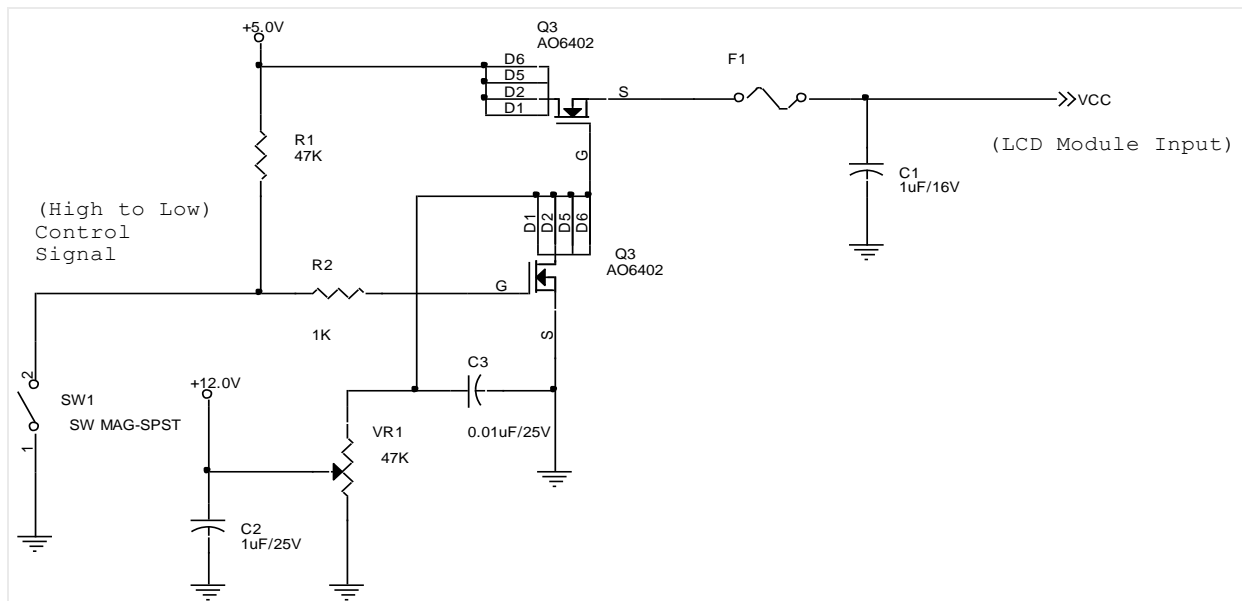 +5.0V
Q3
AO6402
D6
D5
D2
D1
S
G
F1
VCC
(LCD Module Input)
R1
47K
C1
1uF/16V
(High to Low)
Control
Signal
D1
D2
D5
D6
Q3
AO6402
R2
1K
G
S
C3
0.01uF/25V
2
SW1
SW MAG-SPST
1
+12.0V
VR1
47K
C2
1uF/25V